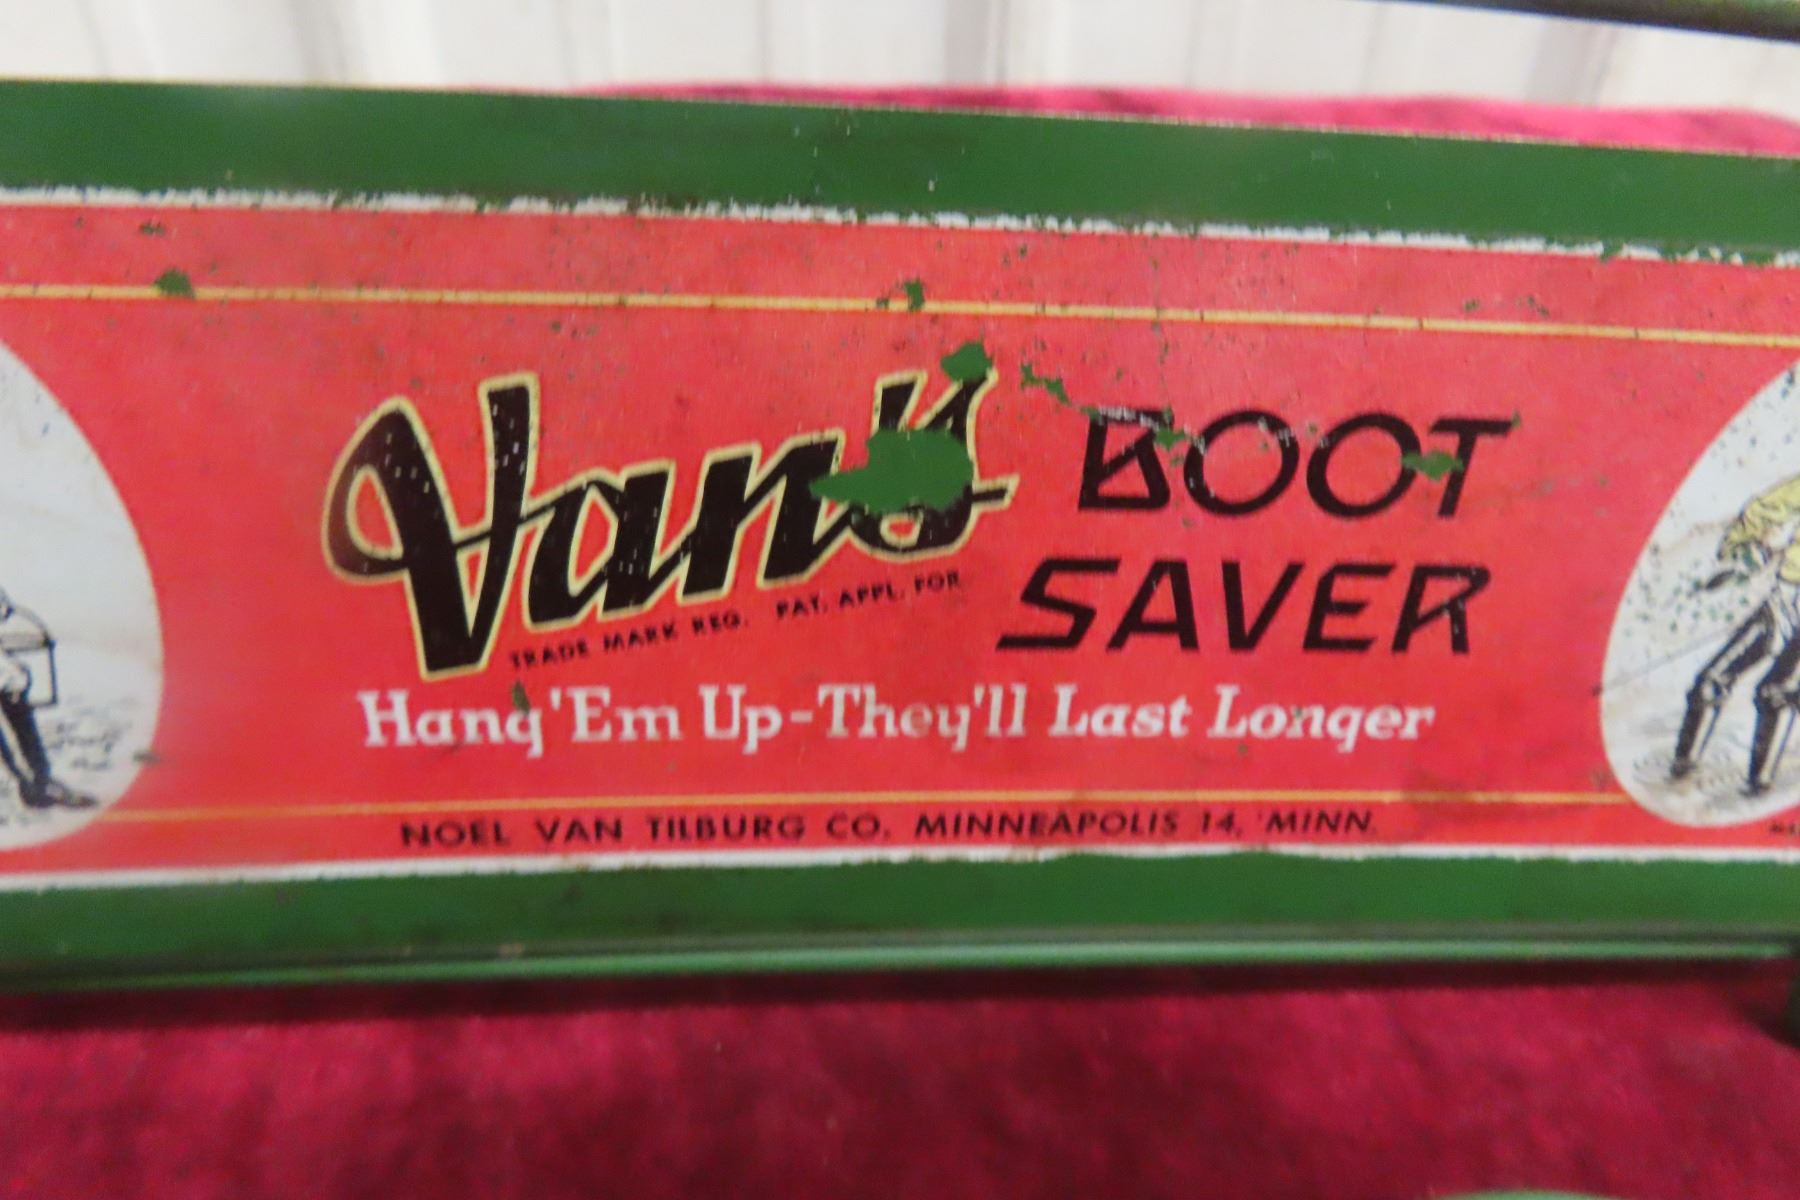 Van's BOOT
SAVER
TRADE MARK REG. PAT. APPL. FOR
Hang 'Em Up-They'll Last Longer
NOEL VAN TILBURG CO. MINNEAPOLIS 14, MINN.